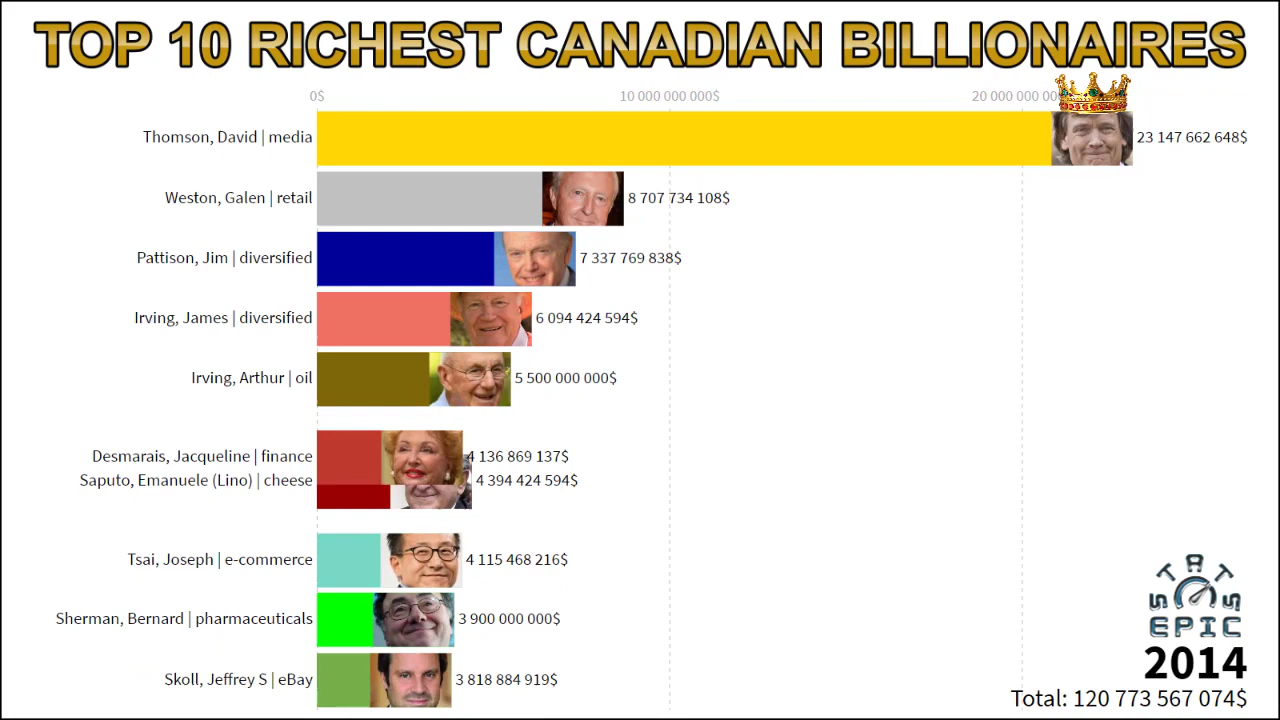 TOP 10 RICHEST CANADIAN BILLIONAIRES
0$ 10 000 000 000$ 20 000 000
Thomson, David | media 23 147 662 648$
Weston, Galen | retail 8 707 734 108$
Pattison, Jim | diversified 7 337 769 838$
Irving, James | diversified 6 094 424 594$
Irving, Arthur | oil 5 500 000 000$
Desmarais, Jacqueline | finance 4 136 869 137$
Saputo, Emanuele (Lino) | cheese 4 394 424 594$
Tsai, Joseph | e-commerce 4 115 468 216$
Sherman, Bernard | pharmaceuticals 3 900 000 000$
Skoll, Jeffrey S | eBay 3 818 884 919$
STATS
EPIC
2014
Total: 120 773 567 074$